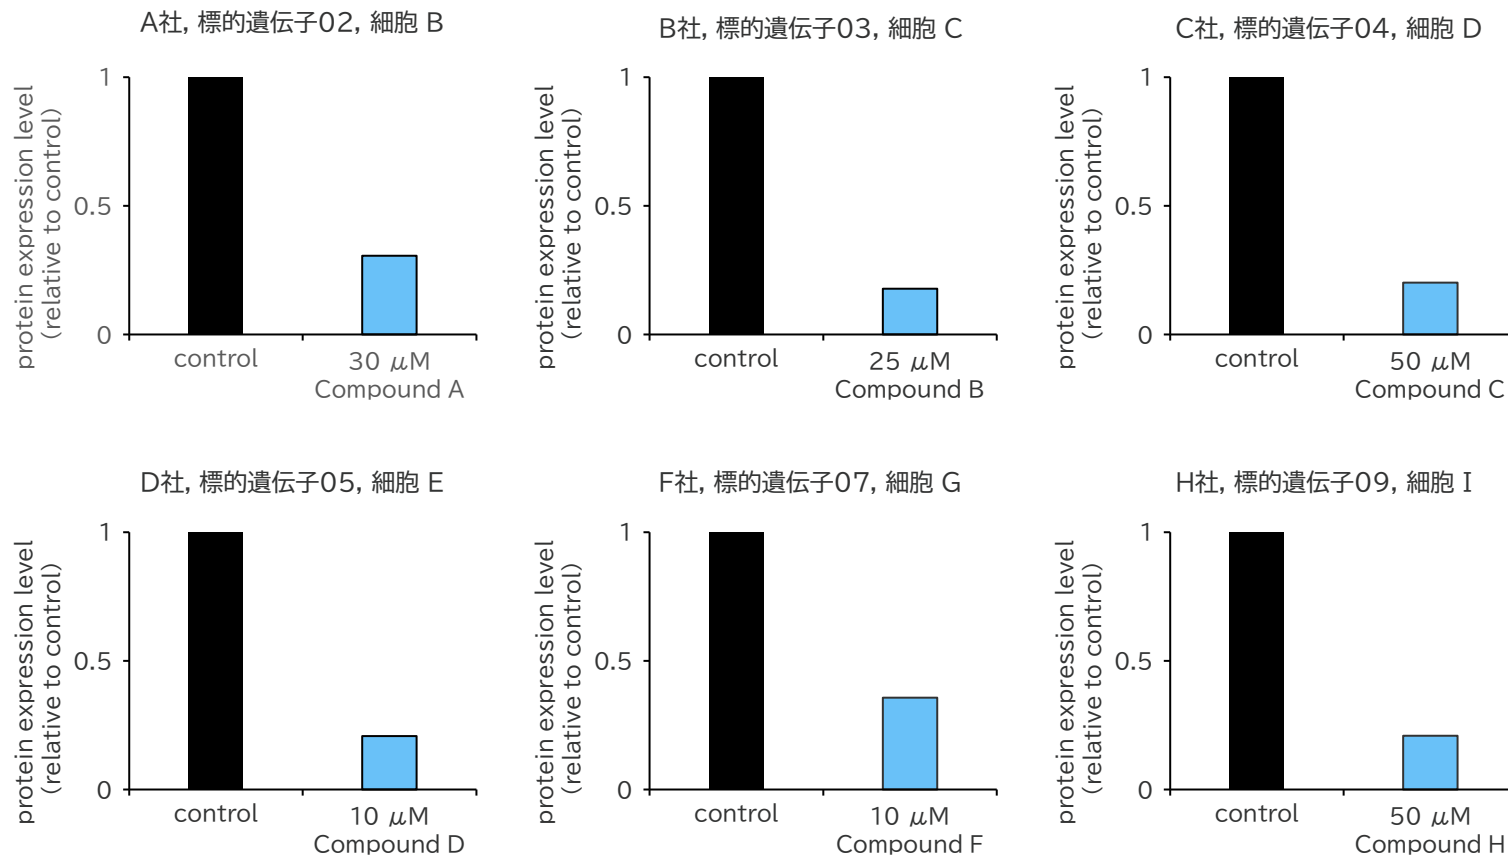 A社, 標的遺伝子02, 細胞 B
protein expression level
(relative to control)
1
0.5
0
control
30 μM
Compound A
B社, 標的遺伝子03, 細胞 C
protein expression level
(relative to control)
1
0.5
0
control
25 μM
Compound B
C社, 標的遺伝子04, 細胞 D
protein expression level
(relative to control)
1
0.5
0
control
50 μM
Compound C
D社, 標的遺伝子05, 細胞 E
protein expression level
(relative to control)
1
0.5
0
control
10 μM
Compound D
F社, 標的遺伝子07, 細胞 G
protein expression level
(relative to control)
1
0.5
0
control
10 μM
Compound F
H社, 標的遺伝子09, 細胞 I
protein expression level
(relative to control)
1
0.5
0
control
50 μM
Compound H